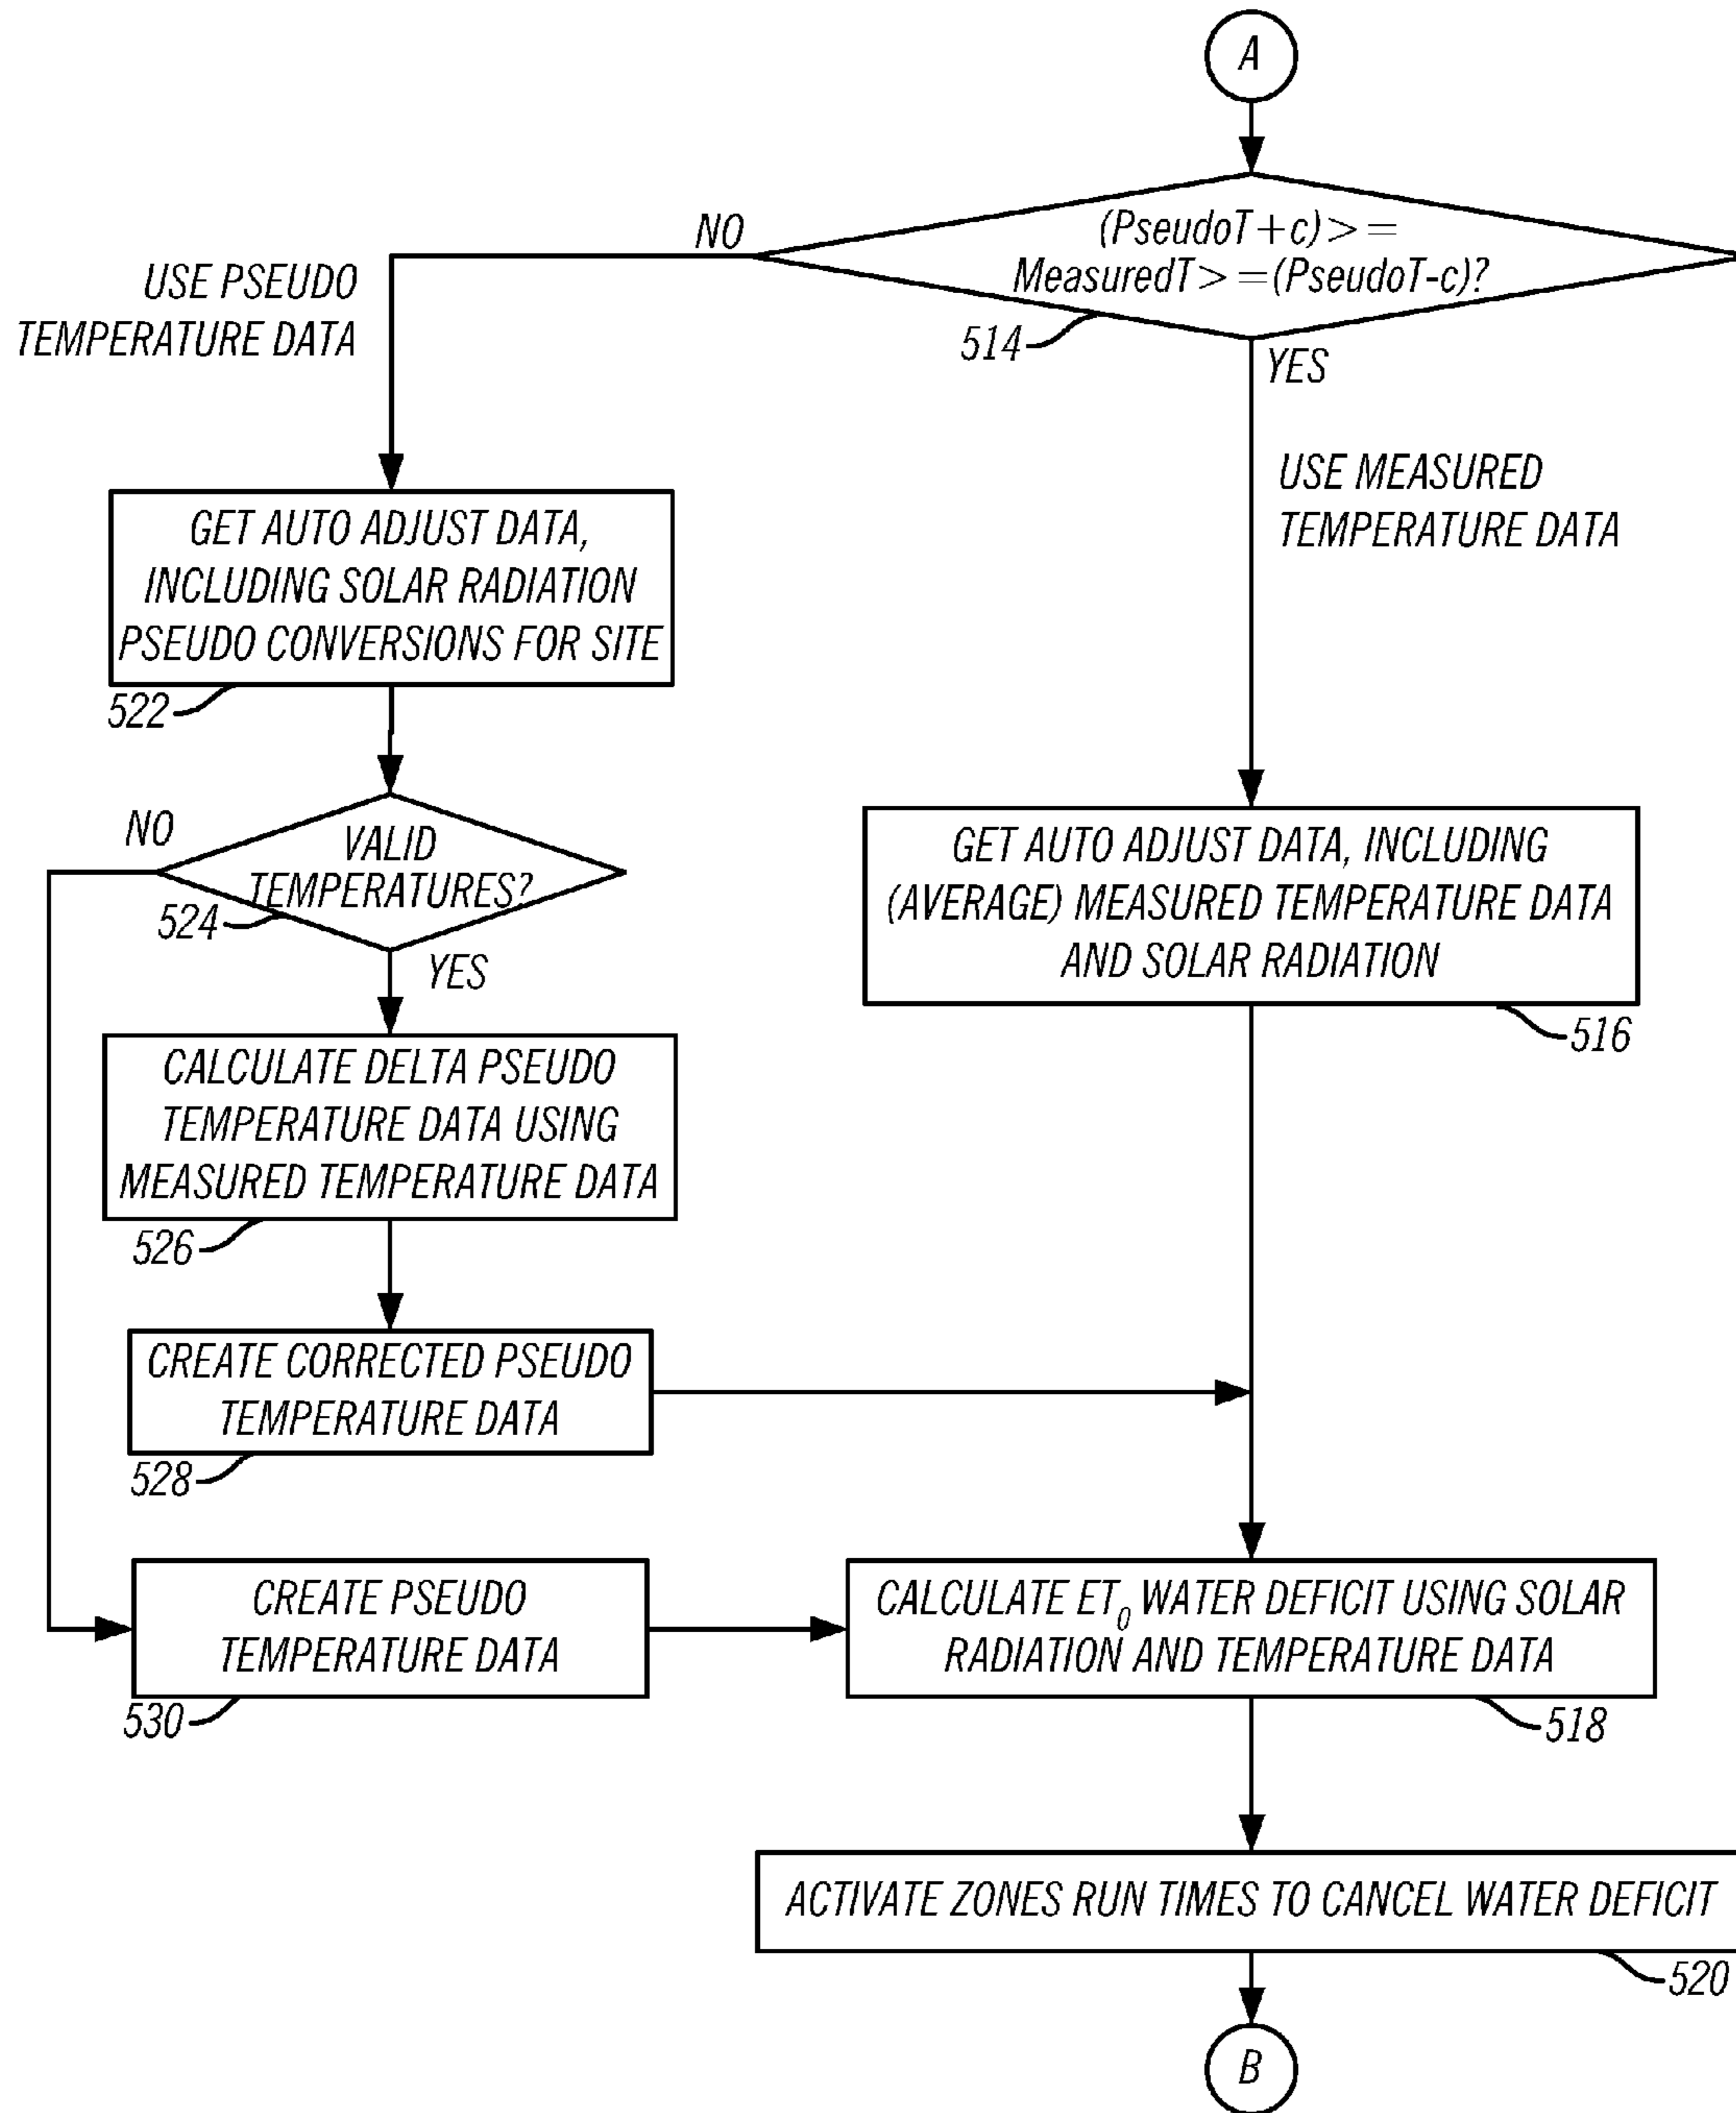 A
(PseudoT+c)>=
MeasuredT>=(PseudoT-c)?
514
NO
YES
USE PSEUDO
TEMPERATURE DATA
USE MEASURED
TEMPERATURE DATA
GET AUTO ADJUST DATA,
INCLUDING SOLAR RADIATION
PSEUDO CONVERSIONS FOR SITE
522
NO
VALID
TEMPERATURES?
524
YES
GET AUTO ADJUST DATA, INCLUDING
(AVERAGE) MEASURED TEMPERATURE DATA
AND SOLAR RADIATION
516
CALCULATE DELTA PSEUDO
TEMPERATURE DATA USING
MEASURED TEMPERATURE DATA
526
CREATE CORRECTED PSEUDO
TEMPERATURE DATA
528
CREATE PSEUDO
TEMPERATURE DATA
530
CALCULATE ET0 WATER DEFICIT USING SOLAR
RADIATION AND TEMPERATURE DATA
518
ACTIVATE ZONES RUN TIMES TO CANCEL WATER DEFICIT
520
B